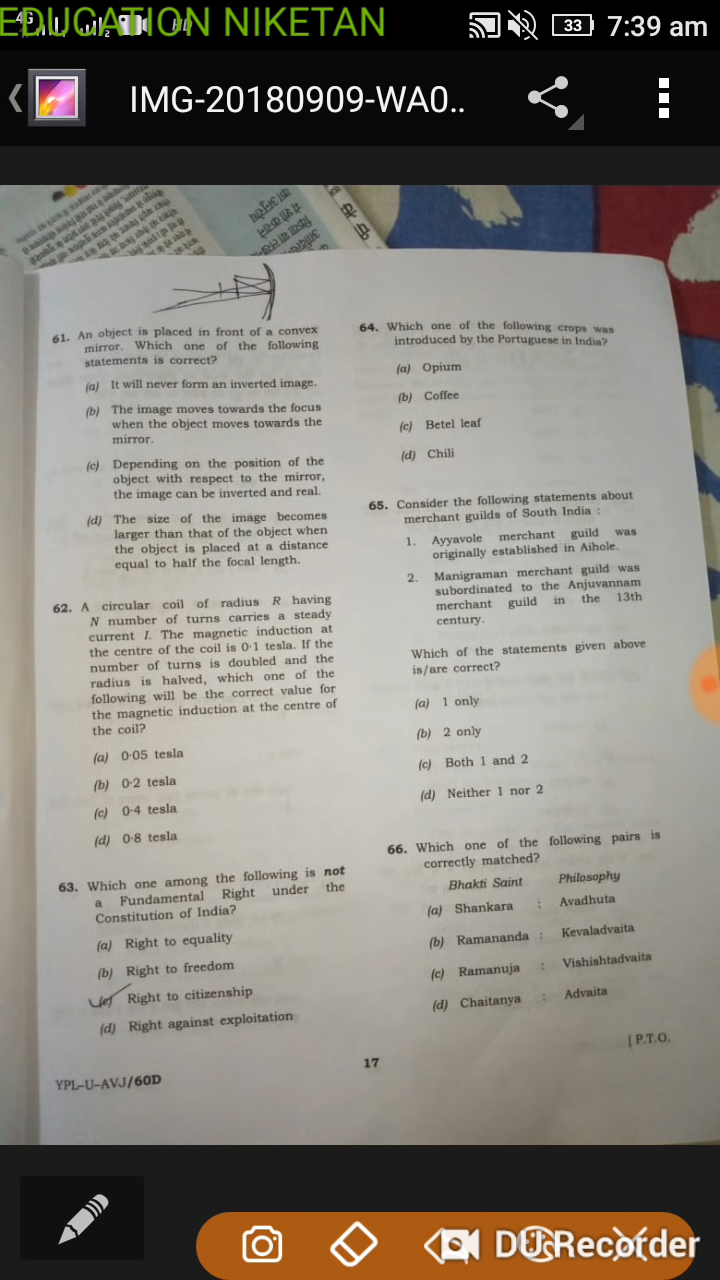 EDUCATION NIKETAN
4G
HD
33
7:39 am
IMG-20180909-WA0..
61. An object is placed in front of a convex
mirror. Which one of the following
statements is correct?
(a) It will never form an inverted image.
(b) The image moves towards the focus
when the object moves towards the
mirror.
(c) Depending on the position of the
object with respect to the mirror,
the image can be inverted and real.
(d) The size of the image becomes
larger than that of the object when
the object is placed at a distance
equal to half the focal length.
62. A circular coil of radius R having
N number of turns carries a steady
current I. The magnetic induction at
the centre of the coil is 0·1 tesla. If the
number of turns is doubled and the
radius is halved, which one of the
following will be the correct value for
the magnetic induction at the centre of
the coil?
(a) 0·05 tesla
(b) 0·2 tesla
(c) 0·4 tesla
(d) 0·8 tesla
63. Which one among the following is not
a Fundamental Right under the
Constitution of India?
(a) Right to equality
(b) Right to freedom
(c) Right to citizenship
(d) Right against exploitation
64. Which one of the following crops was
introduced by the Portuguese in India?
(a) Opium
(b) Coffee
(c) Betel leaf
(d) Chili
65. Consider the following statements about
merchant guilds of South India :
1. Ayyavole merchant guild was
originally established in Aihole.
2. Manigraman merchant guild was
subordinated to the Anjuvannam
merchant guild in the 13th
century.
Which of the statements given above
is/are correct?
(a) 1 only
(b) 2 only
(c) Both 1 and 2
(d) Neither 1 nor 2
66. Which one of the following pairs is
correctly matched?
Bhakti Saint Philosophy
(a) Shankara : Avadhuta
(b) Ramananda : Kevaladvaita
(c) Ramanuja : Vishishtadvaita
(d) Chaitanya : Advaita
[ P.T.O.
17
YPL-U-AVJ/60D
DU Recorder